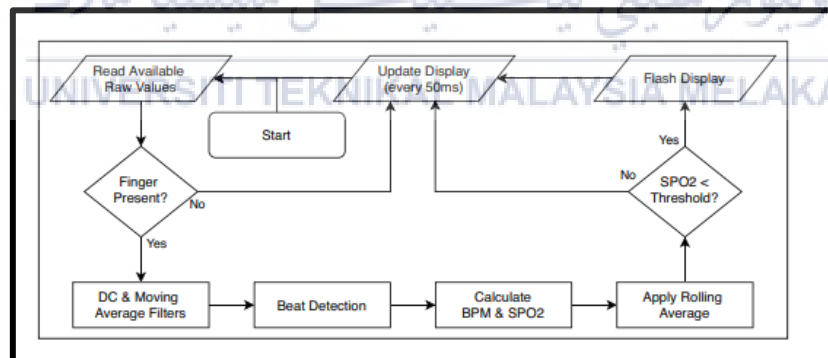 Read Available
Raw Values
Update Display
(every 50ms)
Flash Display
UNIVERSITI TEKNIKAL MALAYSIA MELAKA
Start
Yes
Finger
Present?
No
No
SPO2 <
Threshold?
Yes
DC & Moving
Average Filters
Beat Detection
Calculate
BPM & SPO2
Apply Rolling
Average